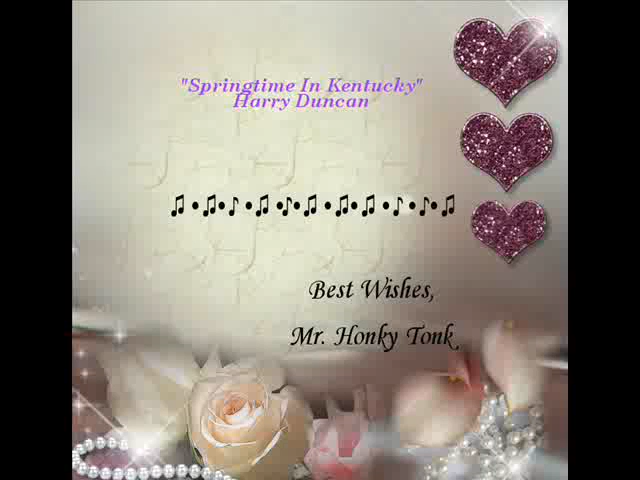 "Springtime In Kentucky"
Harry Duncan
♫•♫•♪•♫•♪•♫•♫•♫•♪•♪•♫
Best Wishes,
Mr. Honky Tonk